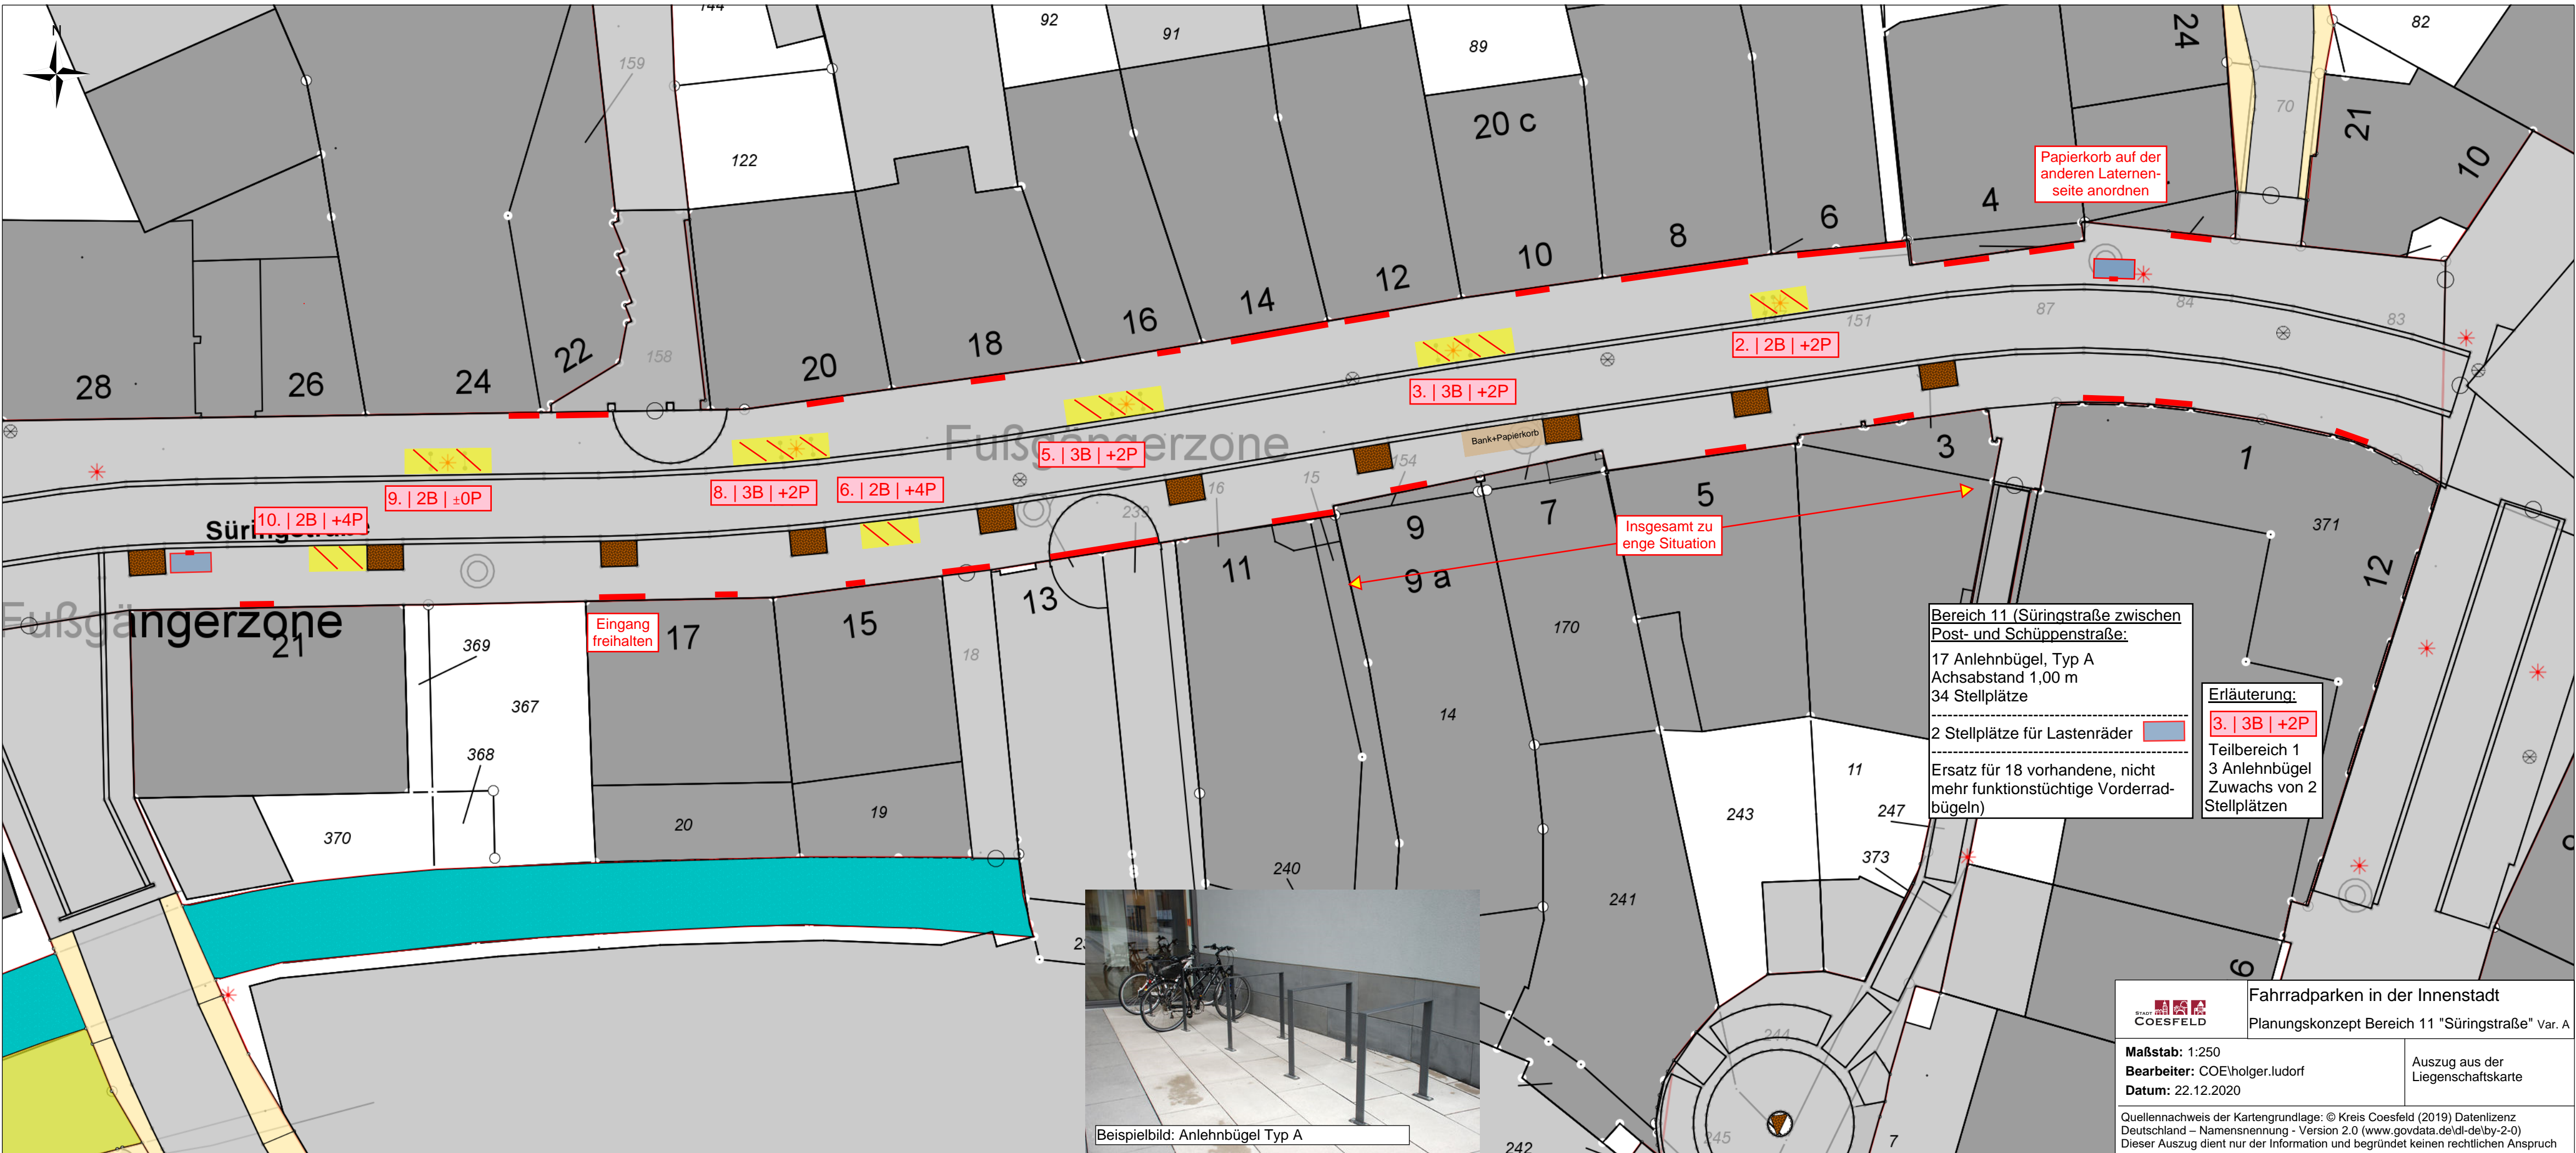 N
144
92
91
89
82
159
122
20 c
24
70
21
10
Papierkorb auf der
anderen Laternen-
seite anordnen
4
6
8
10
12
14
16
18
20
22
24
26
28
158
151
87
84
83
2. | 2B | +2P
3. | 3B | +2P
5. | 3B | +2P
6. | 2B | +4P
8. | 3B | +2P
9. | 2B | ±0P
10. | 2B | +4P
Fußgängerzone
Süringstraße
Fußgängerzone
Bank+Papierkorb
154
15
16
239
3
1
5
7
9
9 a
11
13
15
17
21
Eingang
freihalten
Insgesamt zu
enge Situation
371
12
170
14
18
369
367
368
370
20
19
240
241
243
11
247
373
244
245
242
7
6
Bereich 11 (Süringstraße zwischen
Post- und Schüppenstraße:
17 Anlehnbügel, Typ A
Achsabstand 1,00 m
34 Stellplätze
2 Stellplätze für Lastenräder
Ersatz für 18 vorhandene, nicht
mehr funktionstüchtige Vorderrad-
bügeln)
Erläuterung:
3. | 3B | +2P
Teilbereich 1
3 Anlehnbügel
Zuwachs von 2
Stellplätzen
Beispielbild: Anlehnbügel Typ A
STADT
COESFELD
Fahrradparken in der Innenstadt
Planungskonzept Bereich 11 "Süringstraße" Var. A
Maßstab: 1:250
Bearbeiter: COE\holger.ludorf
Datum: 22.12.2020
Auszug aus der
Liegenschaftskarte
Quellennachweis der Kartengrundlage: © Kreis Coesfeld (2019) Datenlizenz
Deutschland – Namensnennung - Version 2.0 (www.govdata.de\dl-de\by-2-0)
Dieser Auszug dient nur der Information und begründet keinen rechtlichen Anspruch